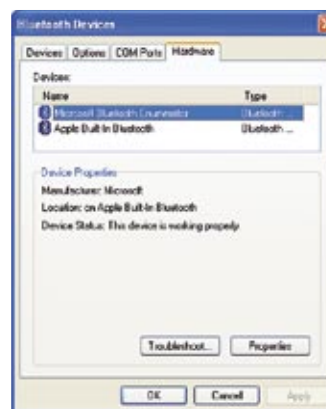 Bluetooth Devices
Devices Options COM Ports Hardware
Devices:
Name Type
Microsoft Bluetooth Enumerator Bluetooth ...
Apple Built-In Bluetooth Bluetooth ...
Device Properties
Manufacturer: Microsoft
Location: on Apple Built-In Bluetooth
Device Status: This device is working properly
Troubleshoot... Properties
OK Cancel Apply